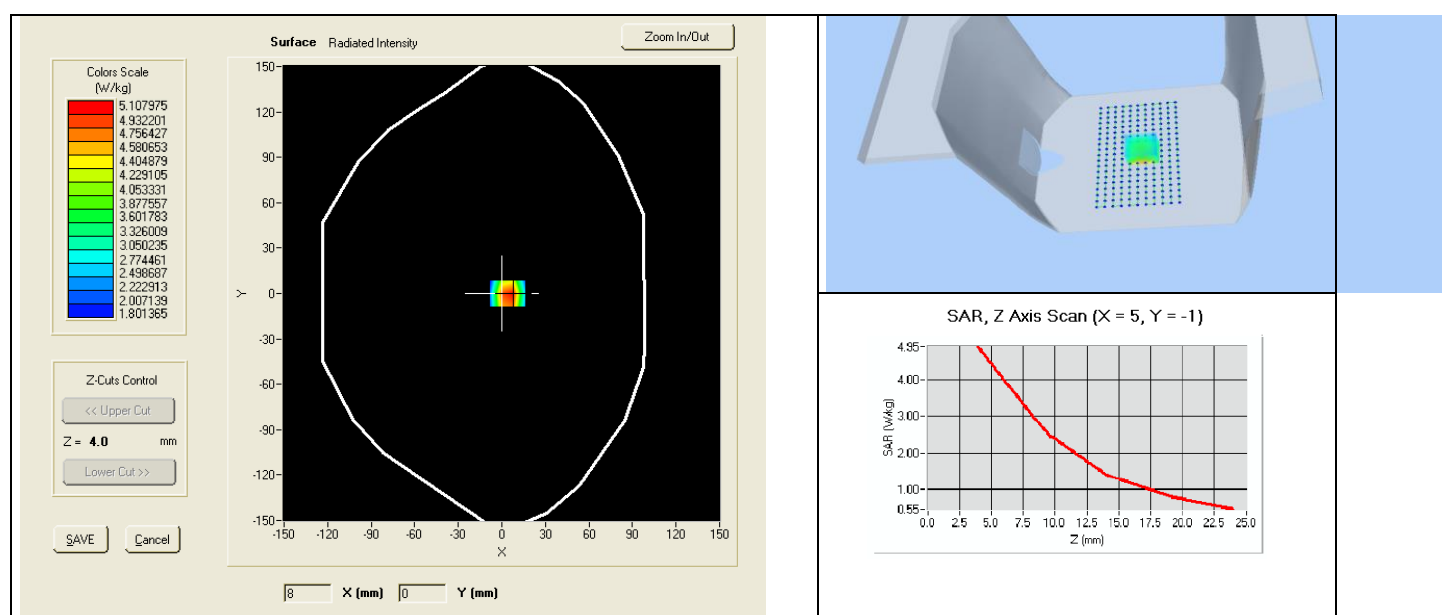 Surface Radiated Intensity
Zoom In/Out
Colors Scale
(W/kg)
5.107975
4.932201
4.756427
4.580653
4.404879
4.229105
4.053331
3.877557
3.601783
3.326009
3.050235
2.774461
2.498687
2.222913
2.007139
1.801365
Z-Cuts Control
<< Upper Cut
Z = 4.0 mm
Lower Cut >>
SAVE Cancel
150
120
90
60
30
0
-30
-60
-90
-120
-150
Y
-150 -120 -90 -60 -30 0 30 60 90 120 150
X
8 X (mm) 0 Y (mm)
SAR, Z Axis Scan (X = 5, Y = -1)
4.95
4.00
3.00
2.00
1.00
0.55
SAR (W/kg)
0.0 2.5 5.0 7.5 10.0 12.5 15.0 17.5 20.0 22.5 25.0
Z (mm)